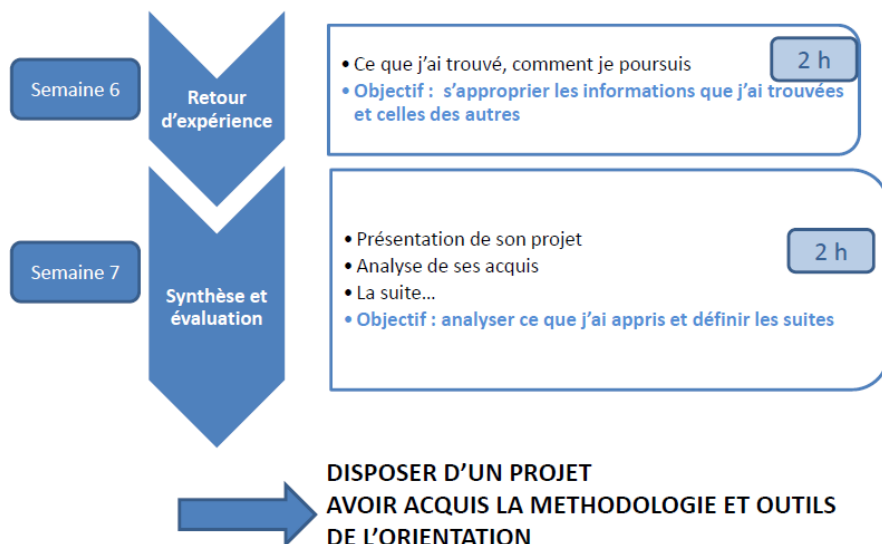 Semaine 6
Retour
d'expérience
• Ce que j'ai trouvé, comment je poursuis
2 h
• Objectif : s'approprier les informations que j'ai trouvées
et celles des autres
Semaine 7
Synthèse et
évaluation
• Présentation de son projet
• Analyse de ses acquis
• La suite...
• Objectif : analyser ce que j'ai appris et définir les suites
2 h
DISPOSER D'UN PROJET
AVOIR ACQUIS LA METHODOLOGIE ET OUTILS
DE L'ORIENTATION